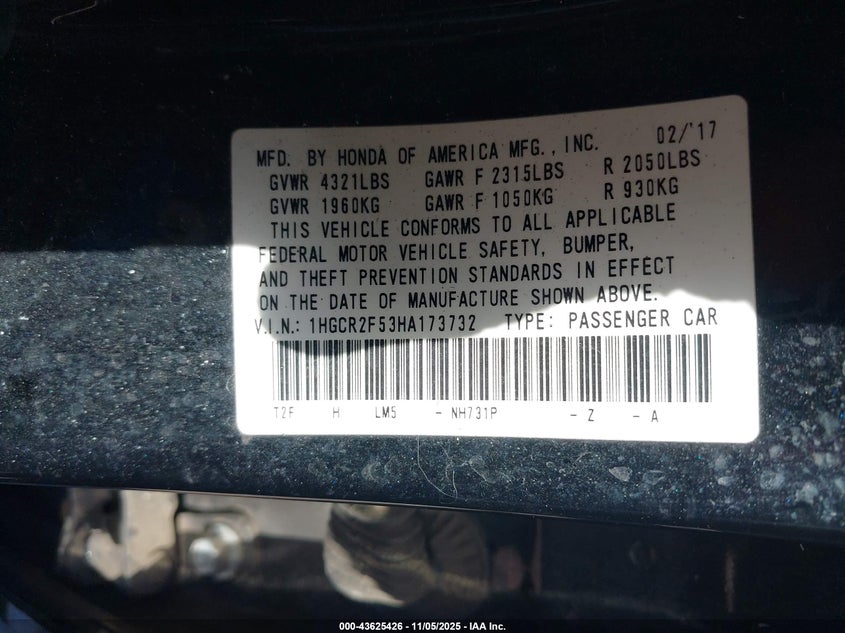 MFD. BY HONDA OF AMERICA MFG., INC. 02/'17
GVWR 4321LBS GAWR F 2315LBS R 2050LBS
GVWR 1960KG GAWR F 1050KG R 930KG
THIS VEHICLE CONFORMS TO ALL APPLICABLE
FEDERAL MOTOR VEHICLE SAFETY, BUMPER,
AND THEFT PREVENTION STANDARDS IN EFFECT
ON THE DATE OF MANUFACTURE SHOWN ABOVE.
V.I.N.: 1HGCR2F53HA173732 TYPE: PASSENGER CAR
T2F H LM5 - NH731P - Z - A
000-43625426 - 11/05/2025 - IAA Inc.